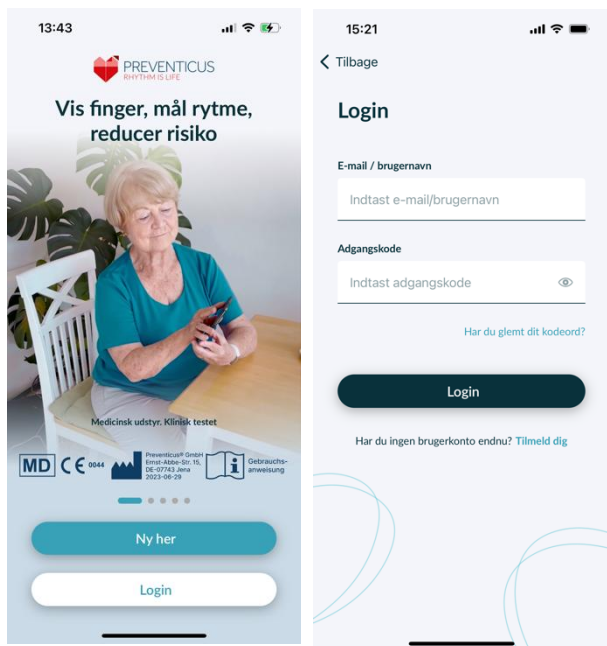 13:43
PREVENTICUS
RHYTHM IS LIFE
Vis finger, mål rytme,
reducer risiko
Medicinsk udstyr. Klinisk testet
MD CE 0044
Preventicus® GmbH
Ernst-Abbe-Str. 15,
DE-07743 Jena
2023-06-29
i
Gebrauchs-
anweisung
Ny her
Login
15:21
Tilbage
Login
E-mail / brugernavn
Indtast e-mail/brugernavn
Adgangskode
Indtast adgangskode
Har du glemt dit kodeord?
Login
Har du ingen brugerkonto endnu? Tilmeld dig